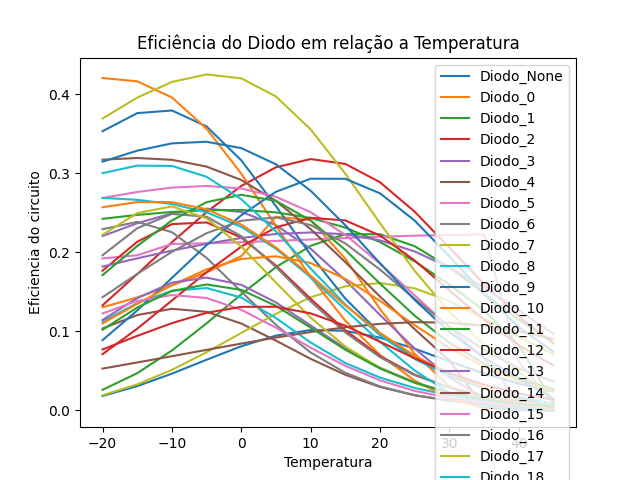 Eficiência do Diodo em relação a Temperatura
Eficiencia do circuito
0.4
0.3
0.2
0.1
0.0
−20
−10
0
10
20
30
40
Temperatura
Diodo_None
Diodo_0
Diodo_1
Diodo_2
Diodo_3
Diodo_4
Diodo_5
Diodo_6
Diodo_7
Diodo_8
Diodo_9
Diodo_10
Diodo_11
Diodo_12
Diodo_13
Diodo_14
Diodo_15
Diodo_16
Diodo_17
Diodo_18